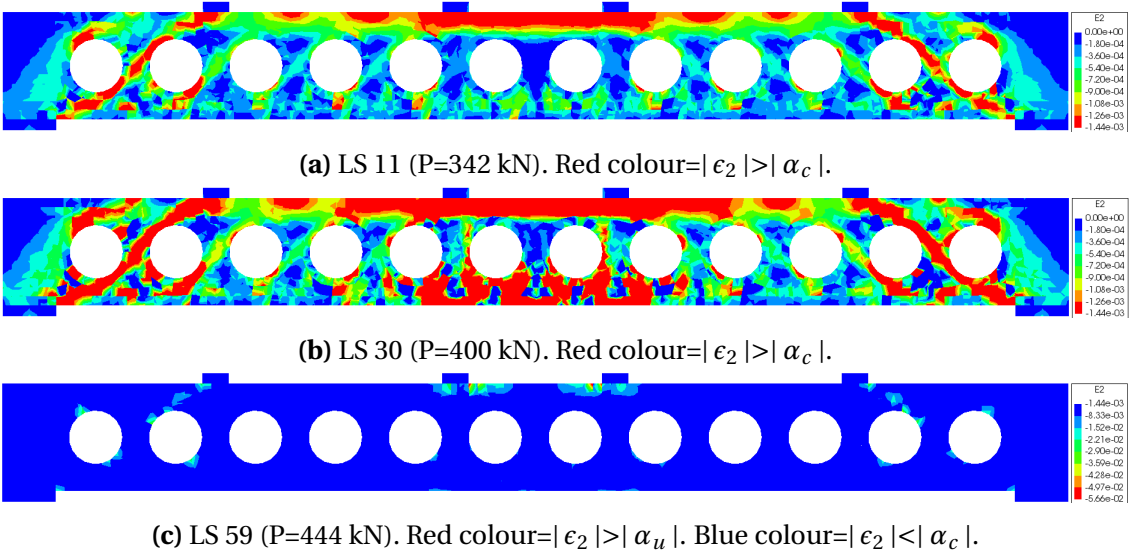 E2
0.00e+00
-1.80e-04
-3.60e-04
-5.40e-04
-7.20e-04
-9.00e-04
-1.08e-03
-1.26e-03
-1.44e-03
(a) LS 11 (P=342 kN). Red colour=| ϵ₂ |>| α_c |.
E2
0.00e+00
-1.80e-04
-3.60e-04
-5.40e-04
-7.20e-04
-9.00e-04
-1.08e-03
-1.26e-03
-1.44e-03
(b) LS 30 (P=400 kN). Red colour=| ϵ₂ |>| α_c |.
E2
-1.44e-03
-8.33e-03
-1.52e-02
-2.21e-02
-2.90e-02
-3.59e-02
-4.28e-02
-4.97e-02
-5.66e-02
(c) LS 59 (P=444 kN). Red colour=| ϵ₂ |>| α_u |. Blue colour=| ϵ₂ |<| α_c |.